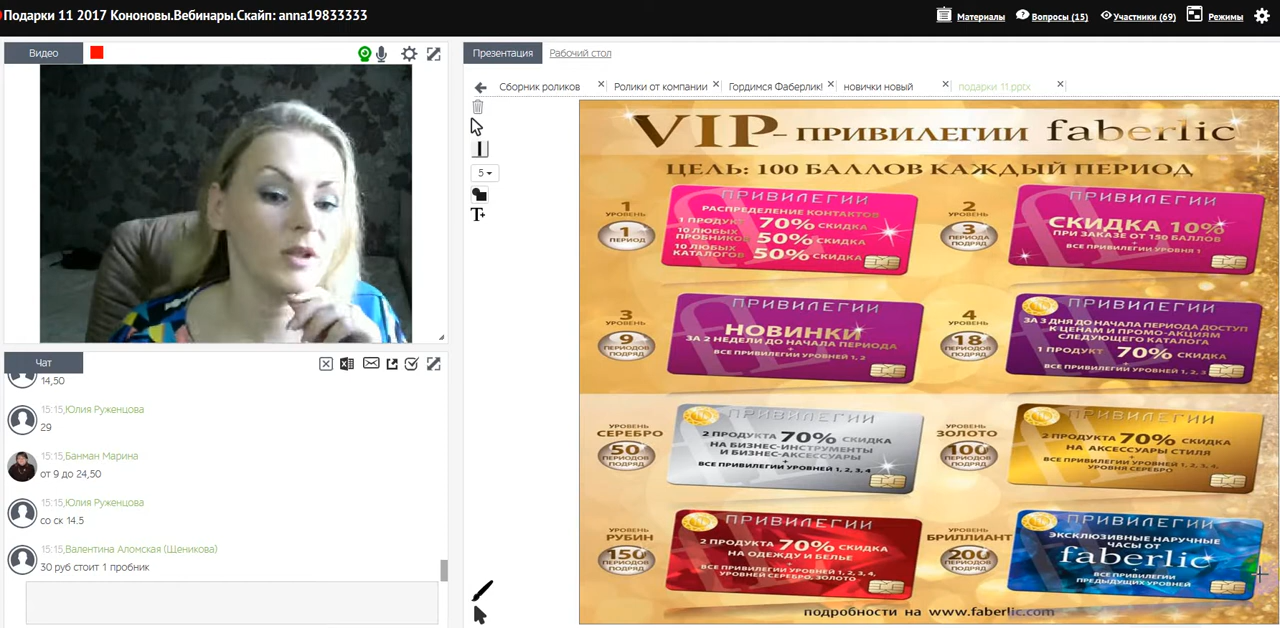 Подарки 11 2017 Кононовы.Вебинары.Скайп: anna19833333
Материалы
Вопросы (15)
Участники (69)
Режимы
Видео
Презентация
Рабочий стол
Сборник роликов
Ролики от компании
Гордимся Фаберлик!
новички новый
подарки 11.pptx
5
T+
Чат
14,50
15:15,Юлия Руженцова
29
15:15,Банман Марина
от 9 до 24,50
15:15,Юлия Руженцова
со ск 14.5
15:15,Валентина Аломская (Щеникова)
30 руб стоит 1 пробник
VIP- ПРИВИЛЕГИИ faberlic
ЦЕЛЬ: 100 БАЛЛОВ КАЖДЫЙ ПЕРИОД
1
УРОВЕНЬ
1
ПЕРИОД
ПРИВИЛЕГИИ
РАСПРЕДЕЛЕНИЕ КОНТАКТОВ
1 ПРОДУКТ 70% СКИДКА
10 ЛЮБЫХ ПРОБНИКОВ 50% СКИДКА
10 ЛЮБЫХ КАТАЛОГОВ 50% СКИДКА
2
УРОВЕНЬ
3
ПЕРИОДА
ПОДРЯД
ПРИВИЛЕГИИ
СКИДКА 10%
ПРИ ЗАКАЗЕ ОТ 150 БАЛЛОВ
+
ВСЕ ПРИВИЛЕГИИ УРОВНЯ 1
3
УРОВЕНЬ
9
ПЕРИОДОВ
ПОДРЯД
ПРИВИЛЕГИИ
НОВИНКИ
ЗА 2 НЕДЕЛИ ДО НАЧАЛА ПЕРИОДА
+
ВСЕ ПРИВИЛЕГИИ УРОВНЕЙ 1, 2
4
УРОВЕНЬ
18
ПЕРИОДОВ
ПОДРЯД
ПРИВИЛЕГИИ
ЗА 3 ДНЯ ДО НАЧАЛА ПЕРИОДА ДОСТУП
К ЦЕНАМ И ПРОМО-АКЦИЯМ
СЛЕДУЮЩЕГО КАТАЛОГА
1 ПРОДУКТ 70% СКИДКА
+
ВСЕ ПРИВИЛЕГИИ УРОВНЕЙ 1, 2, 3
УРОВЕНЬ
СЕРЕБРО
50
ПЕРИОДОВ
ПОДРЯД
ПРИВИЛЕГИИ
2 ПРОДУКТА 70% СКИДКА
НА БИЗНЕС-ИНСТРУМЕНТЫ
И БИЗНЕС-АКСЕССУАРЫ
+
ВСЕ ПРИВИЛЕГИИ УРОВНЕЙ 1, 2, 3, 4
УРОВЕНЬ
ЗОЛОТО
100
ПЕРИОДОВ
ПОДРЯД
ПРИВИЛЕГИИ
2 ПРОДУКТА 70% СКИДКА
НА АКСЕССУАРЫ СТИЛЯ
+
ВСЕ ПРИВИЛЕГИИ УРОВНЕЙ 1, 2, 3, 4,
УРОВНЯ СЕРЕБРО
УРОВЕНЬ
РУБИН
150
ПЕРИОДОВ
ПОДРЯД
ПРИВИЛЕГИИ
2 ПРОДУКТА 70% СКИДКА
НА ОДЕЖДУ И БЕЛЬЕ
+
ВСЕ ПРИВИЛЕГИИ УРОВНЕЙ 1, 2, 3, 4,
УРОВНЕЙ СЕРЕБРО, ЗОЛОТО
УРОВЕНЬ
БРИЛЛИАНТ
200
ПЕРИОДОВ
ПОДРЯД
ПРИВИЛЕГИИ
ЭКСКЛЮЗИВНЫЕ НАРУЧНЫЕ
ЧАСЫ ОТ
faberlic
+
ВСЕ ПРИВИЛЕГИИ
ПРЕДЫДУЩИХ УРОВНЕЙ
подробности на www.faberlic.com